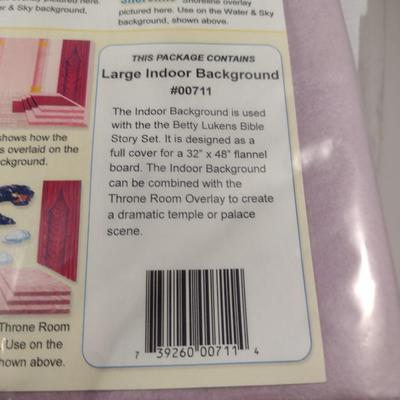 pictured here.
& Sky background.
Shoreline overlay
pictured here. Use on the Water & Sky
background, shown above.
shows how the
s overlaid on the
ckground.
Throne Room
Use on the
hown above.
THIS PACKAGE CONTAINS
Large Indoor Background
#00711
The Indoor Background is used
with the the Betty Lukens Bible
Story Set. It is designed as a
full cover for a 32" x 48" flannel
board. The Indoor Background
can be combined with the
Throne Room Overlay to create
a dramatic temple or palace
scene.
7 39260 00711 4